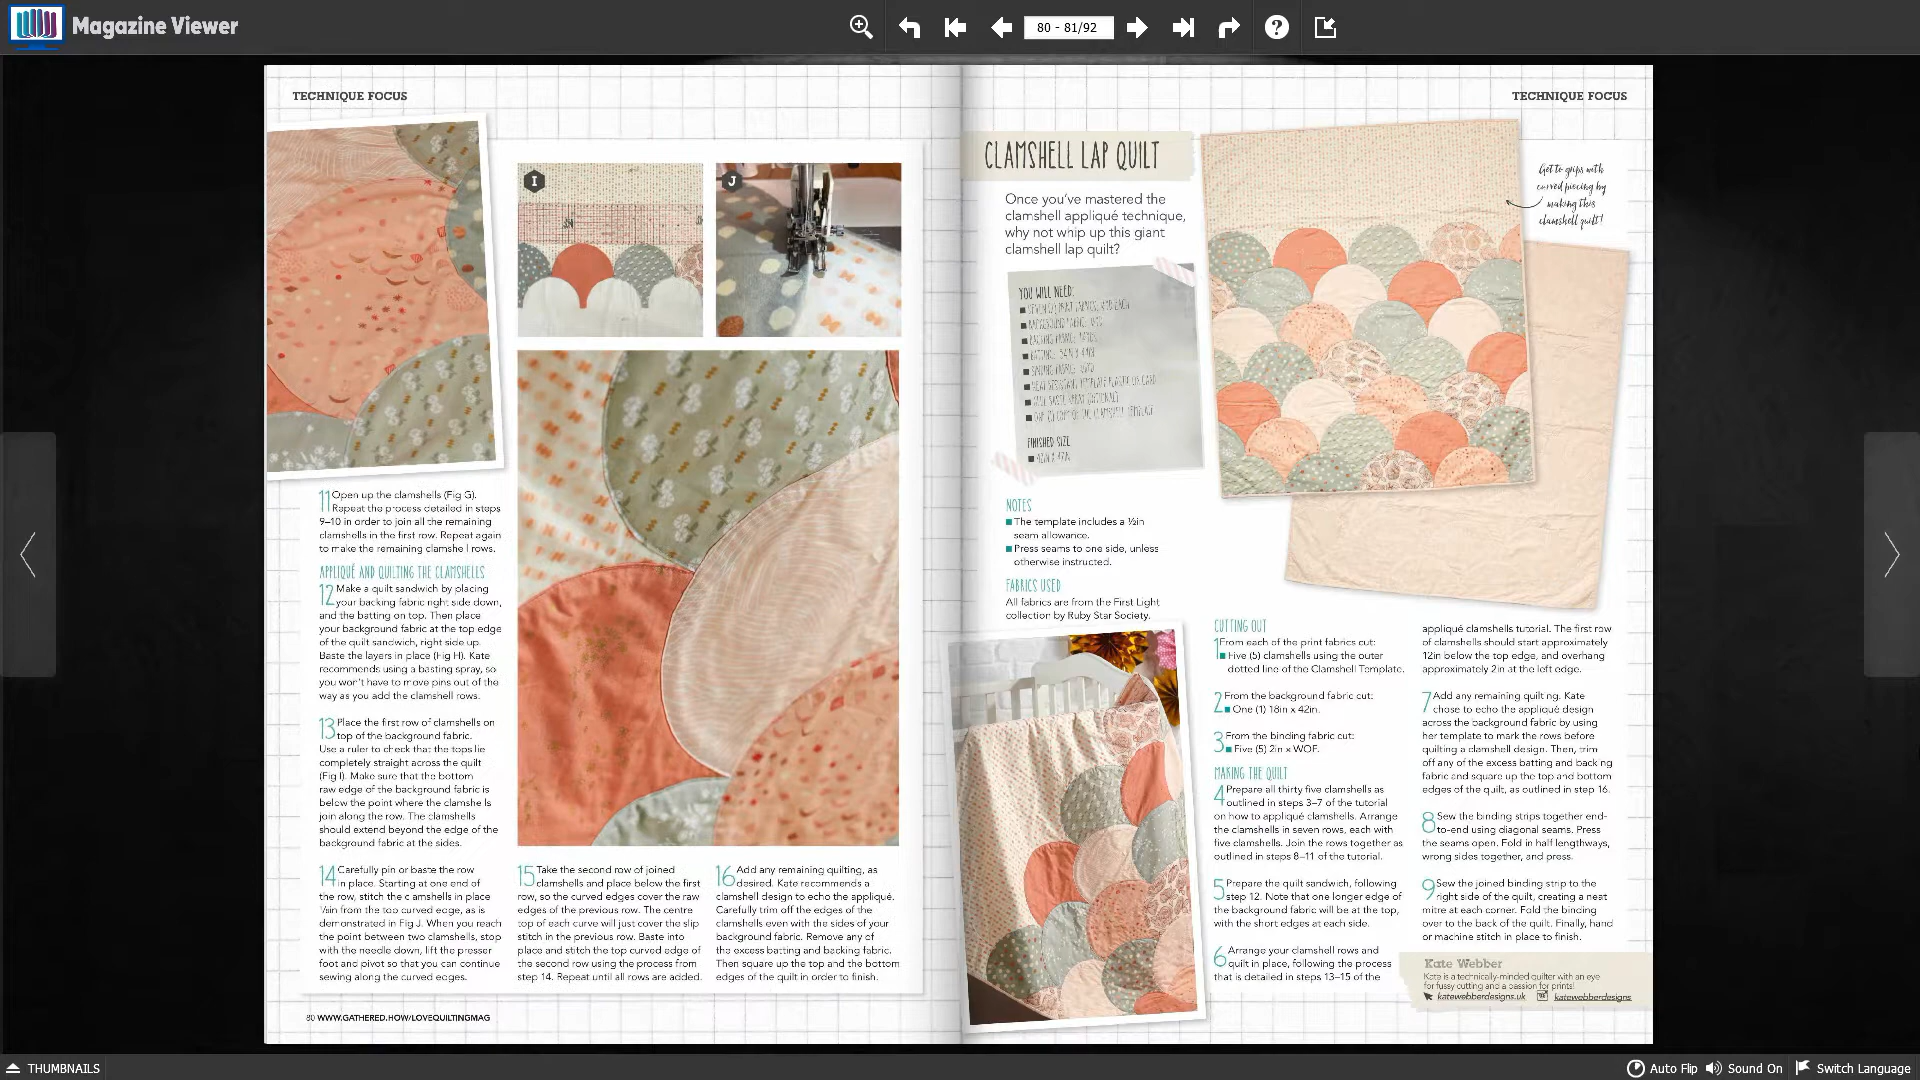 Magazine Viewer
80 - 81/92
TECHNIQUE FOCUS
I
J
11 Open up the clamshells (Fig G).
Repeat the process detailed in steps
9–10 in order to join all the remaining
clamshells in the first row. Repeat again
to make the remaining clamshe l rows.
APPLIQUÉ AND QUILTING THE CLAMSHELLS
12 Make a quilt sandwich by placing
your backing fabric right side down,
and the batting on top. Then place
your background fabric at the top edge
of the quilt sandwich, right side up.
Baste the layers in place (Fig H). Kate
recommends using a basting spray, so
you won't have to move pins out of the
way as you add the clamshell rows.
13 Place the first row of clamshells on
top of the background fabric.
Use a ruler to check that the tops lie
completely straight across the quilt
(Fig I). Make sure that the bottom
raw edge of the background fabric is
below the point where the clamshe ls
join along the row. The clamshells
should extend beyond the edge of the
background fabric at the sides.
14 Carefully pin or baste the row
in place. Starting at one end of
the row, stitch the c amshells in place
⅛in from the top curved edge, as is
demonstrated in Fig J. When you reach
the point between two clamshells, stop
with the needle down, lift the presser
foot and pivot so that you can continue
sewing along the curved edges.
15 Take the second row of joined
clamshells and place below the first
row, so the curved edges cover the raw
edges of the previous row. The centre
top of each curve will just cover the slip
stitch in the previous row. Baste into
place and stitch the top curved edge of
the second row using the process from
step 14. Repeat until all rows are added.
16 Add any remaining quilting, as
desired. Kate recommends a
clamshell design to echo the appliqué.
Carefully trim off the edges of the
clamshells even with the sides of your
background fabric. Remove any of
the excess batting and backing fabric.
Then square up the top and the bottom
edges of the quilt in order to finish.
80 WWW.GATHERED.HOW/LOVEQUILTINGMAG
TECHNIQUE FOCUS
CLAMSHELL LAP QUILT
Once you've mastered the
clamshell appliqué technique,
why not whip up this giant
clamshell lap quilt?
Get to grips with
curved piecing by
making this
clamshell quilt!
YOU WILL NEED:
FINISHED SIZE
NOTES
■ The template includes a ½in
seam allowance.
■ Press seams to one side, unless
otherwise instructed.
FABRICS USED
All fabrics are from the First Light
collection by Ruby Star Society.
CUTTING OUT
1 From each of the print fabrics cut:
■ Five (5) clamshells using the outer
dotted line of the Clamshell Template.
2 From the background fabric cut:
■ One (1) 18in x 42in.
3 From the binding fabric cut:
■ Five (5) 2in x WOF.
MAKING THE QUILT
4 Prepare all thirty five clamshells as
outlined in steps 3–7 of the tutorial
on how to appliqué clamshells. Arrange
the clamshells in seven rows, each with
five clamshells. Join the rows together as
outlined in steps 8–11 of the tutorial.
5 Prepare the quilt sandwich, following
step 12. Note that one longer edge of
the background fabric will be at the top,
with the short edges at each side.
6 Arrange your clamshell rows and
quilt in place, following the process
that is detailed in steps 13–15 of the
appliqué clamshells tutorial. The first row
of clamshells should start approximately
12in below the top edge, and overhang
approximately 2in at the left edge.
7 Add any remaining quilting. Kate
chose to echo the appliqué design
across the background fabric by using
her template to mark the rows before
quilting a clamshell design. Then, trim
off any of the excess batting and backing
fabric and square up the top and bottom
edges of the quilt, as outlined in step 16.
8 Sew the binding strips together end-
to-end using diagonal seams. Press
the seams open. Fold in half lengthways,
wrong sides together, and press.
9 Sew the joined binding strip to the
right side of the quilt, creating a neat
mitre at each corner. Fold the binding
over to the back of the quilt. Finally, hand
or machine stitch in place to finish.
Kate Webber
Kate is a technically-minded quilter with an eye
for fussy cutting and a passion for prints!
katewebberdesigns.uk katewebberdesigns
THUMBNAILS
Auto Flip Sound On Switch Language